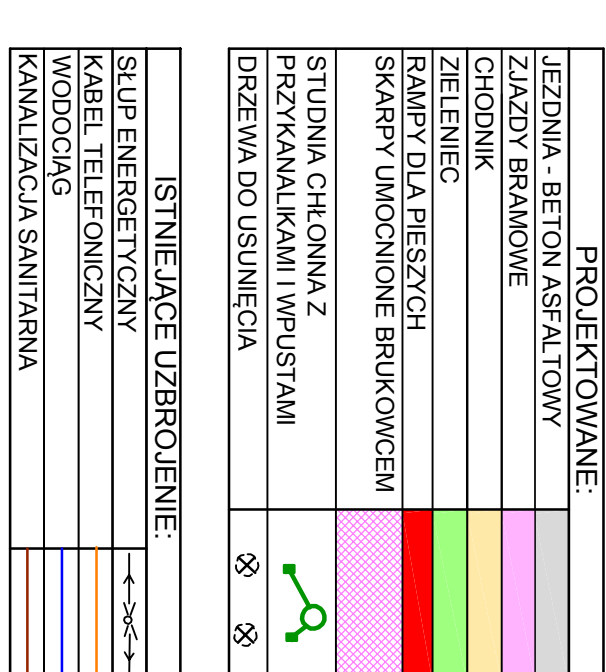 PROJEKTOWANE:
JEZDNIA - BETON ASFALTOWY
ZJAZDY BRAMOWE
CHODNIK
ZIELENIEC
RAMPY DLA PIESZYCH
SKARPY UMOCNIONE BRUKOWCEM
STUDNIA CHŁONNA Z
PRZYKANALIKAMI I WPUSTAMI
DRZEWA DO USUNIĘCIA
ISTNIEJĄCE UZBROJENIE:
SŁUP ENERGETYCZNY
KABEL TELEFONICZNY
WODOCIĄG
KANALIZACJA SANITARNA